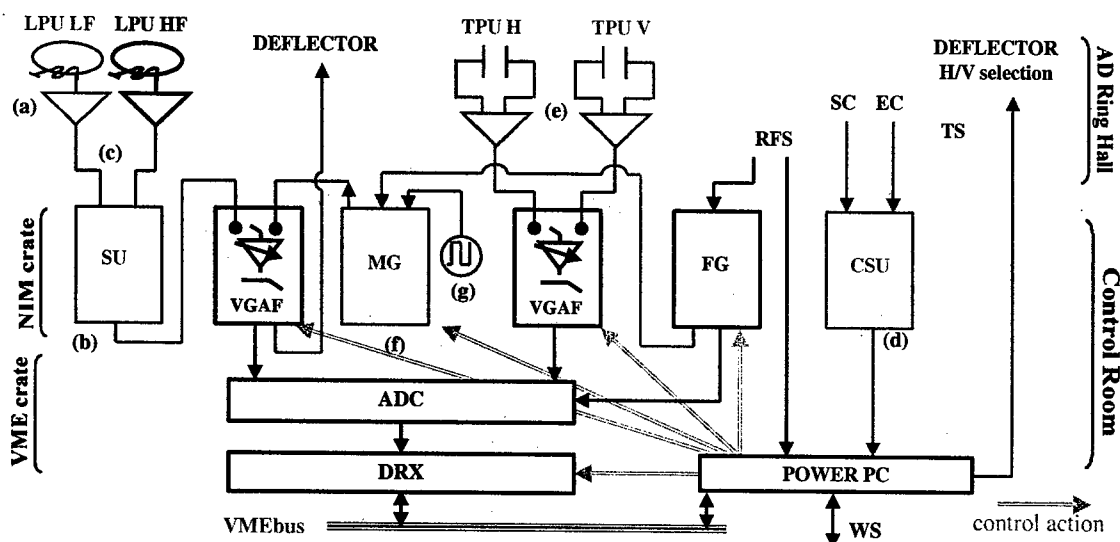 LPU LF
LPU HF
DEFLECTOR
TPU H
TPU V
DEFLECTOR
H/V selection
AD Ring Hall
(a)
(c)
(e)
SC
EC
TS
RFS
NIM crate
SU
VGAF
MG
(g)
VGAF
FG
CSU
Control Room
(b)
(f)
(d)
VME crate
ADC
DRX
POWER PC
VMEbus
WS
control action